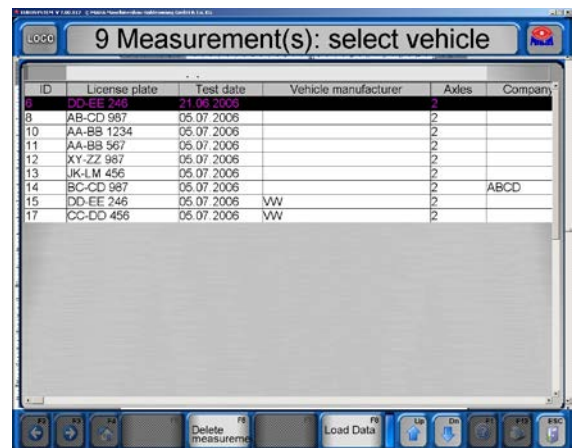 LOGO
9 Measurement(s): select vehicle
ID License plate Test date Vehicle manufacturer Axles Company
6 DD-EE 246 21.06.2006 2
8 AB-CD 987 05.07.2006 2
10 AA-BB 1234 05.07.2006 2
11 AA-BB 567 05.07.2006 2
12 XY-ZZ 987 05.07.2006 2
13 JK-LM 456 05.07.2006 2
14 BC-CD 987 05.07.2006 2 ABCD
15 DD-EE 246 05.07.2006 VW 2
17 CC-DD 456 05.07.2006 VW 2
F2 F3 F4 F6 F8 Up Dn F1 ESC
Delete Load Data
measureme